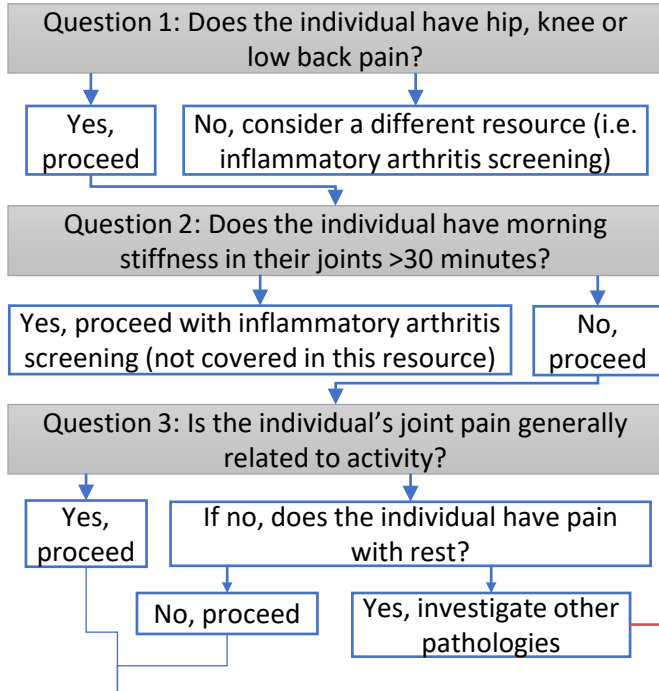 Question 1: Does the individual have hip, knee or
low back pain?
Yes,
proceed
No, consider a different resource (i.e.
inflammatory arthritis screening)
Question 2: Does the individual have morning
stiffness in their joints >30 minutes?
Yes, proceed with inflammatory arthritis
screening (not covered in this resource)
No,
proceed
Question 3: Is the individual’s joint pain generally
related to activity?
Yes,
proceed
If no, does the individual have pain
with rest?
No, proceed
Yes, investigate other
pathologies